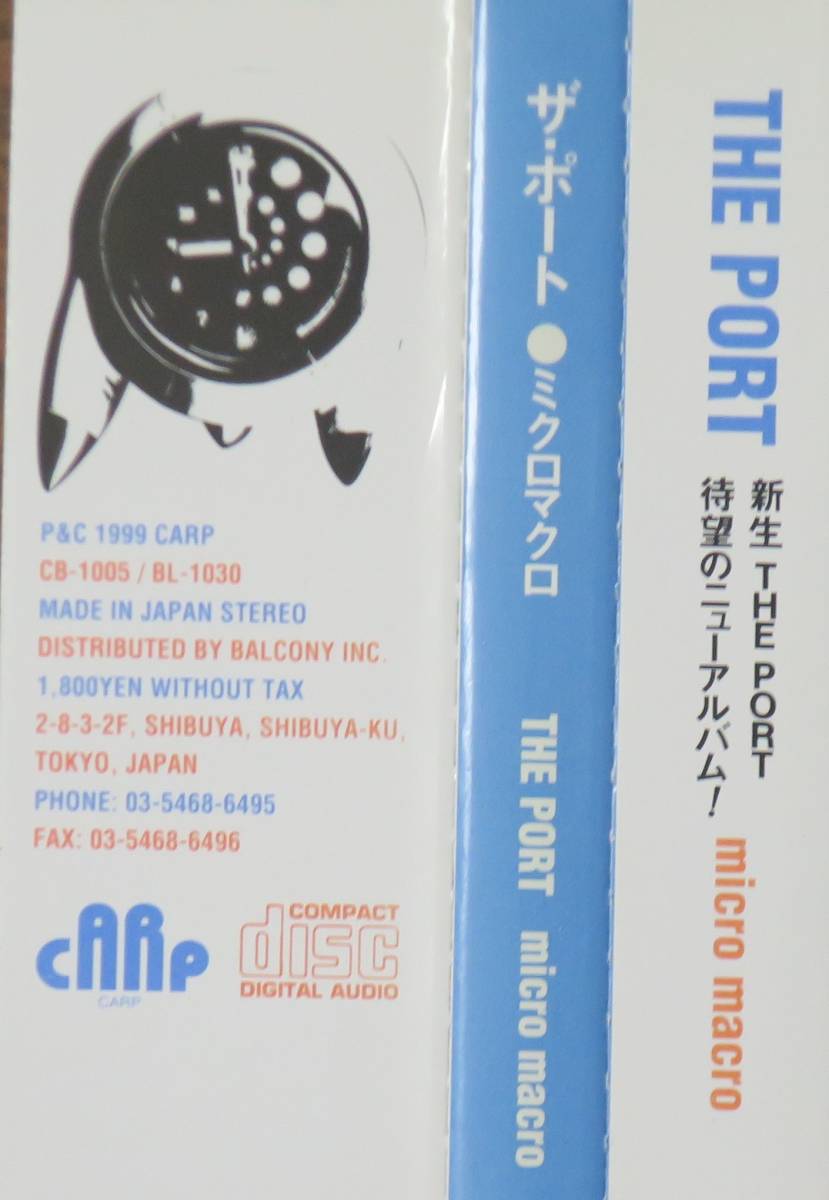 P&C 1999 CARP
CB-1005 / BL-1030
MADE IN JAPAN STEREO
DISTRIBUTED BY BALCONY INC.
1,800YEN WITHOUT TAX
2-8-3-2F, SHIBUYA, SHIBUYA-KU,
TOKYO, JAPAN
PHONE: 03-5468-6495
FAX: 03-5468-6496
CARP
CARP
COMPACT
disc
DIGITAL AUDIO
ザ・ポート●ミクロマクロ THE PORT micro macro
THE PORT
新生 THE PORT
待望のニューアルバム!
micro macro